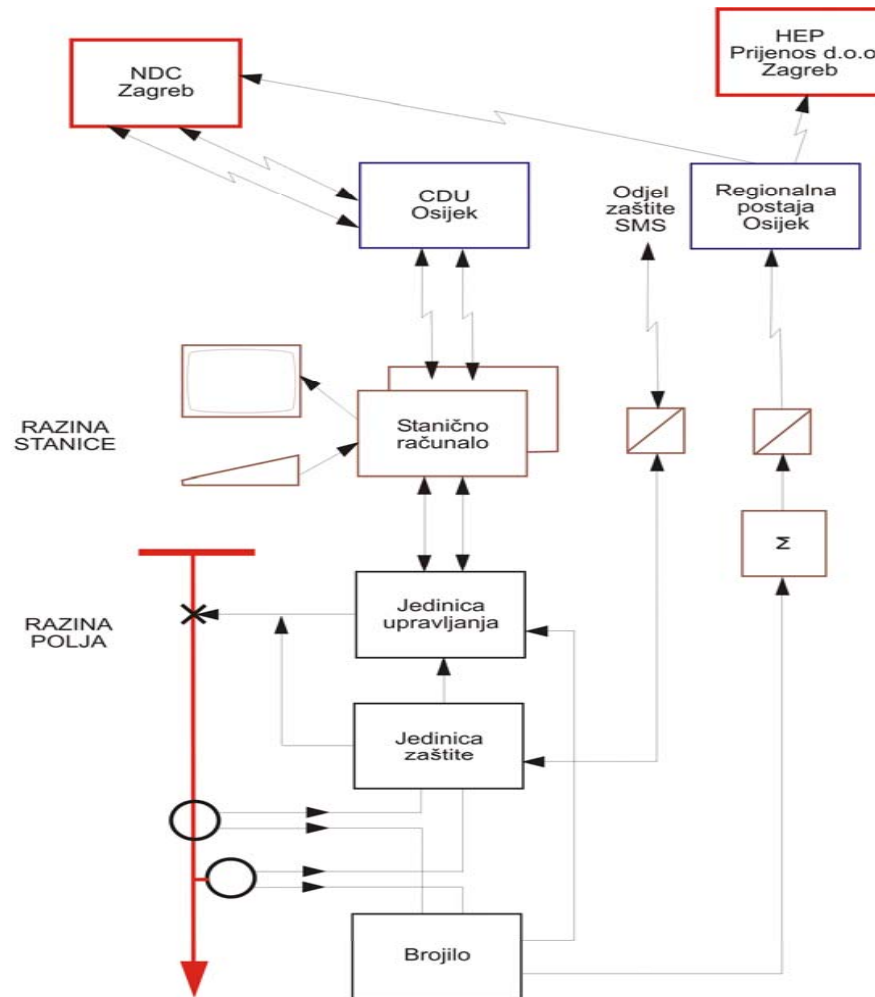 NDC
Zagreb
HEP
Prijenos d.o.o
Zagreb
CDU
Osijek
Odjel
zaštite
SMS
Regionalna
postaja
Osijek
RAZINA
STANICE
Stanično
računalo
Σ
RAZINA
POLJA
Jedinica
upravljanja
Jedinica
zaštite
Brojilo